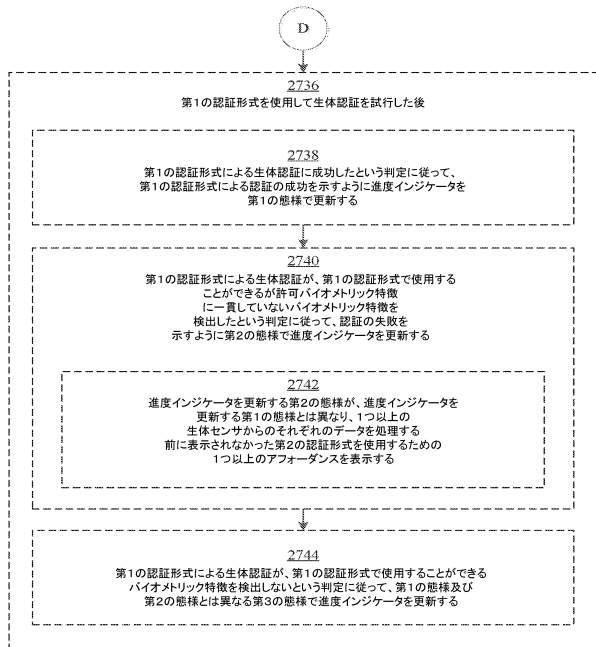 D
2736
第1の認証形式を使用して生体認証を試行した後
2738
第1の認証形式による生体認証に成功したという判定に従って、
第1の認証形式による認証の成功を示すように進度インジケータを
第1の態様で更新する
2740
第1の認証形式による生体認証が、第1の認証形式で使用する
ことができるが許可バイオメトリック特徴
に一貫していないバイオメトリック特徴を
検出したという判定に従って、認証の失敗を
示すように第2の態様で進度インジケータを更新する
2742
進度インジケータを更新する第2の態様が、進度インジケータを
更新する第1の態様とは異なり、1つ以上の
生体センサからのそれぞれのデータを処理する
前に表示されなかった第2の認証形式を使用するための
1つ以上のアフォーダンスを表示する
2744
第1の認証形式による生体認証が、第1の認証形式で使用することができる
バイオメトリック特徴を検出しないという判定に従って、第1の態様及び
第2の態様とは異なる第3の態様で進度インジケータを更新する